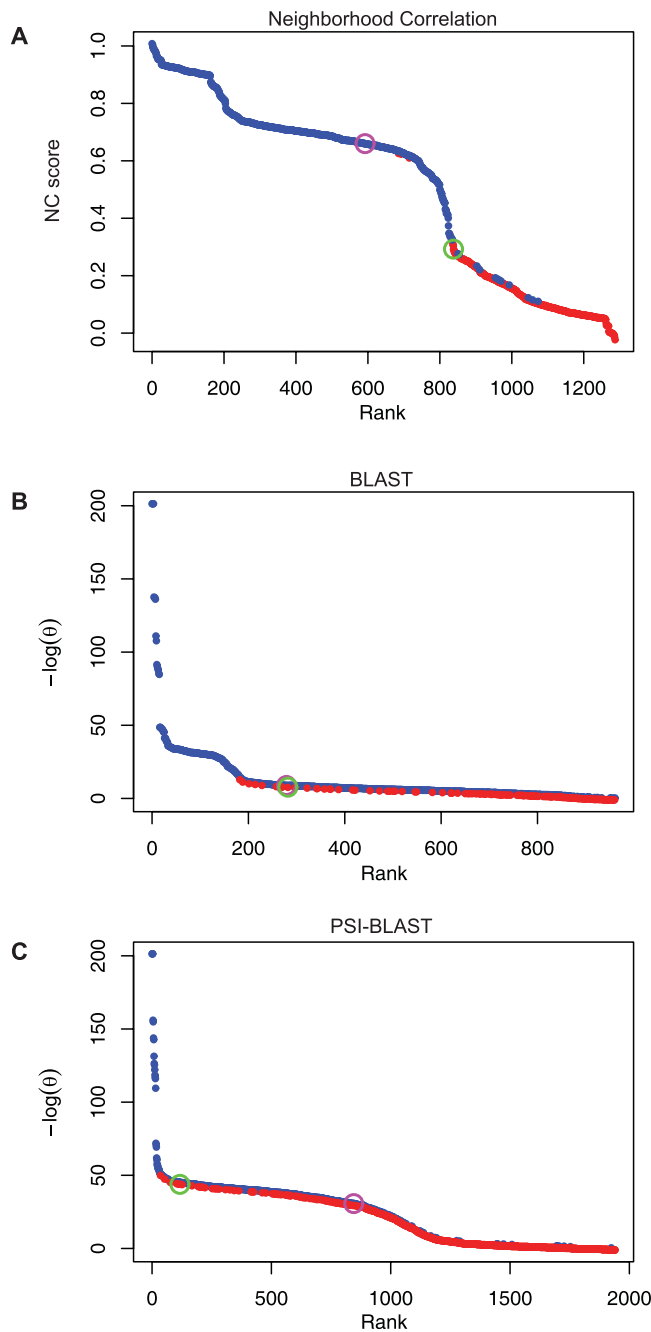 A
Neighborhood Correlation
NC score
1.0
0.8
0.6
0.4
0.2
0.0
0 200 400 600 800 1000 1200
Rank
B
BLAST
−log(θ)
200
150
100
50
0
0 200 400 600 800
Rank
C
PSI-BLAST
−log(θ)
200
150
100
50
0
0 500 1000 1500 2000
Rank